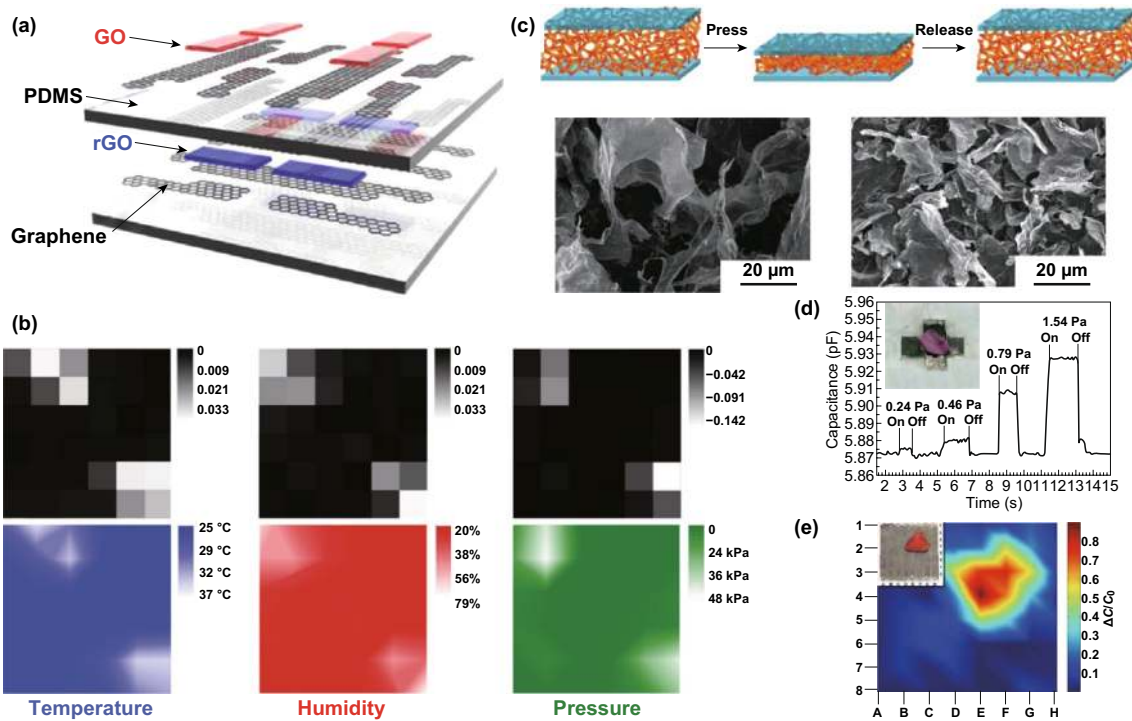 (a)
GO
PDMS
rGO
Graphene
(b)
0
0.009
0.021
0.033
0
0.009
0.021
0.033
0
−0.042
−0.091
−0.142
25 °C
29 °C
32 °C
37 °C
20%
38%
56%
79%
0
24 kPa
36 kPa
48 kPa
Temperature
Humidity
Pressure
(c)
Press
Release
20 µm
20 µm
(d)
Capacitance (pF)
5.96
5.95
5.94
5.93
5.92
5.91
5.90
5.89
5.88
5.87
5.86
0.24 Pa
On Off
0.46 Pa
On Off
0.79 Pa
On Off
1.54 Pa
On Off
2 3 4 5 6 7 8 9 10 11 12 13 14 15
Time (s)
(e)
1
2
3
4
5
6
7
8
A B C D E F G H
0.8
0.7
0.6
0.5
0.4
0.3
0.2
0.1
ΔC/C0